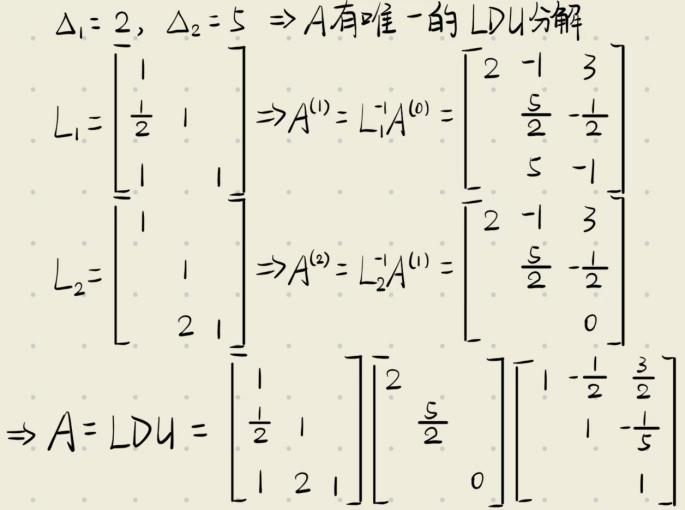 Δ₁ = 2, Δ₂ = 5 ⇒ A有唯一的LDU分解
L₁ = [1; 1/2 1; 1 1] ⇒ A⁽¹⁾ = L₁⁻¹A⁽⁰⁾ = [2 -1 3; 5/2 -1/2; 5 -1]
L₂ = [1; 1; 2 1] ⇒ A⁽²⁾ = L₂⁻¹A⁽¹⁾ = [2 -1 3; 5/2 -1/2; 0]
⇒ A = LDU = [1; 1/2 1; 1 2 1] [2; 5/2; 0] [1 -1/2 3/2; 1 -1/5; 1]